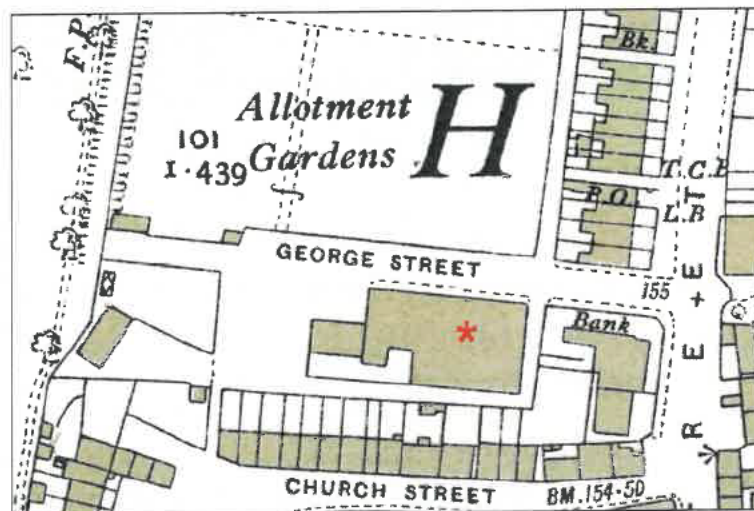 F.P.
Bk.
Allotment
Gardens
H
101
1.439
T.C.P
P.O.
L.B
GEORGE STREET
155
Bank
R E E T
CHURCH STREET
BM.154.50